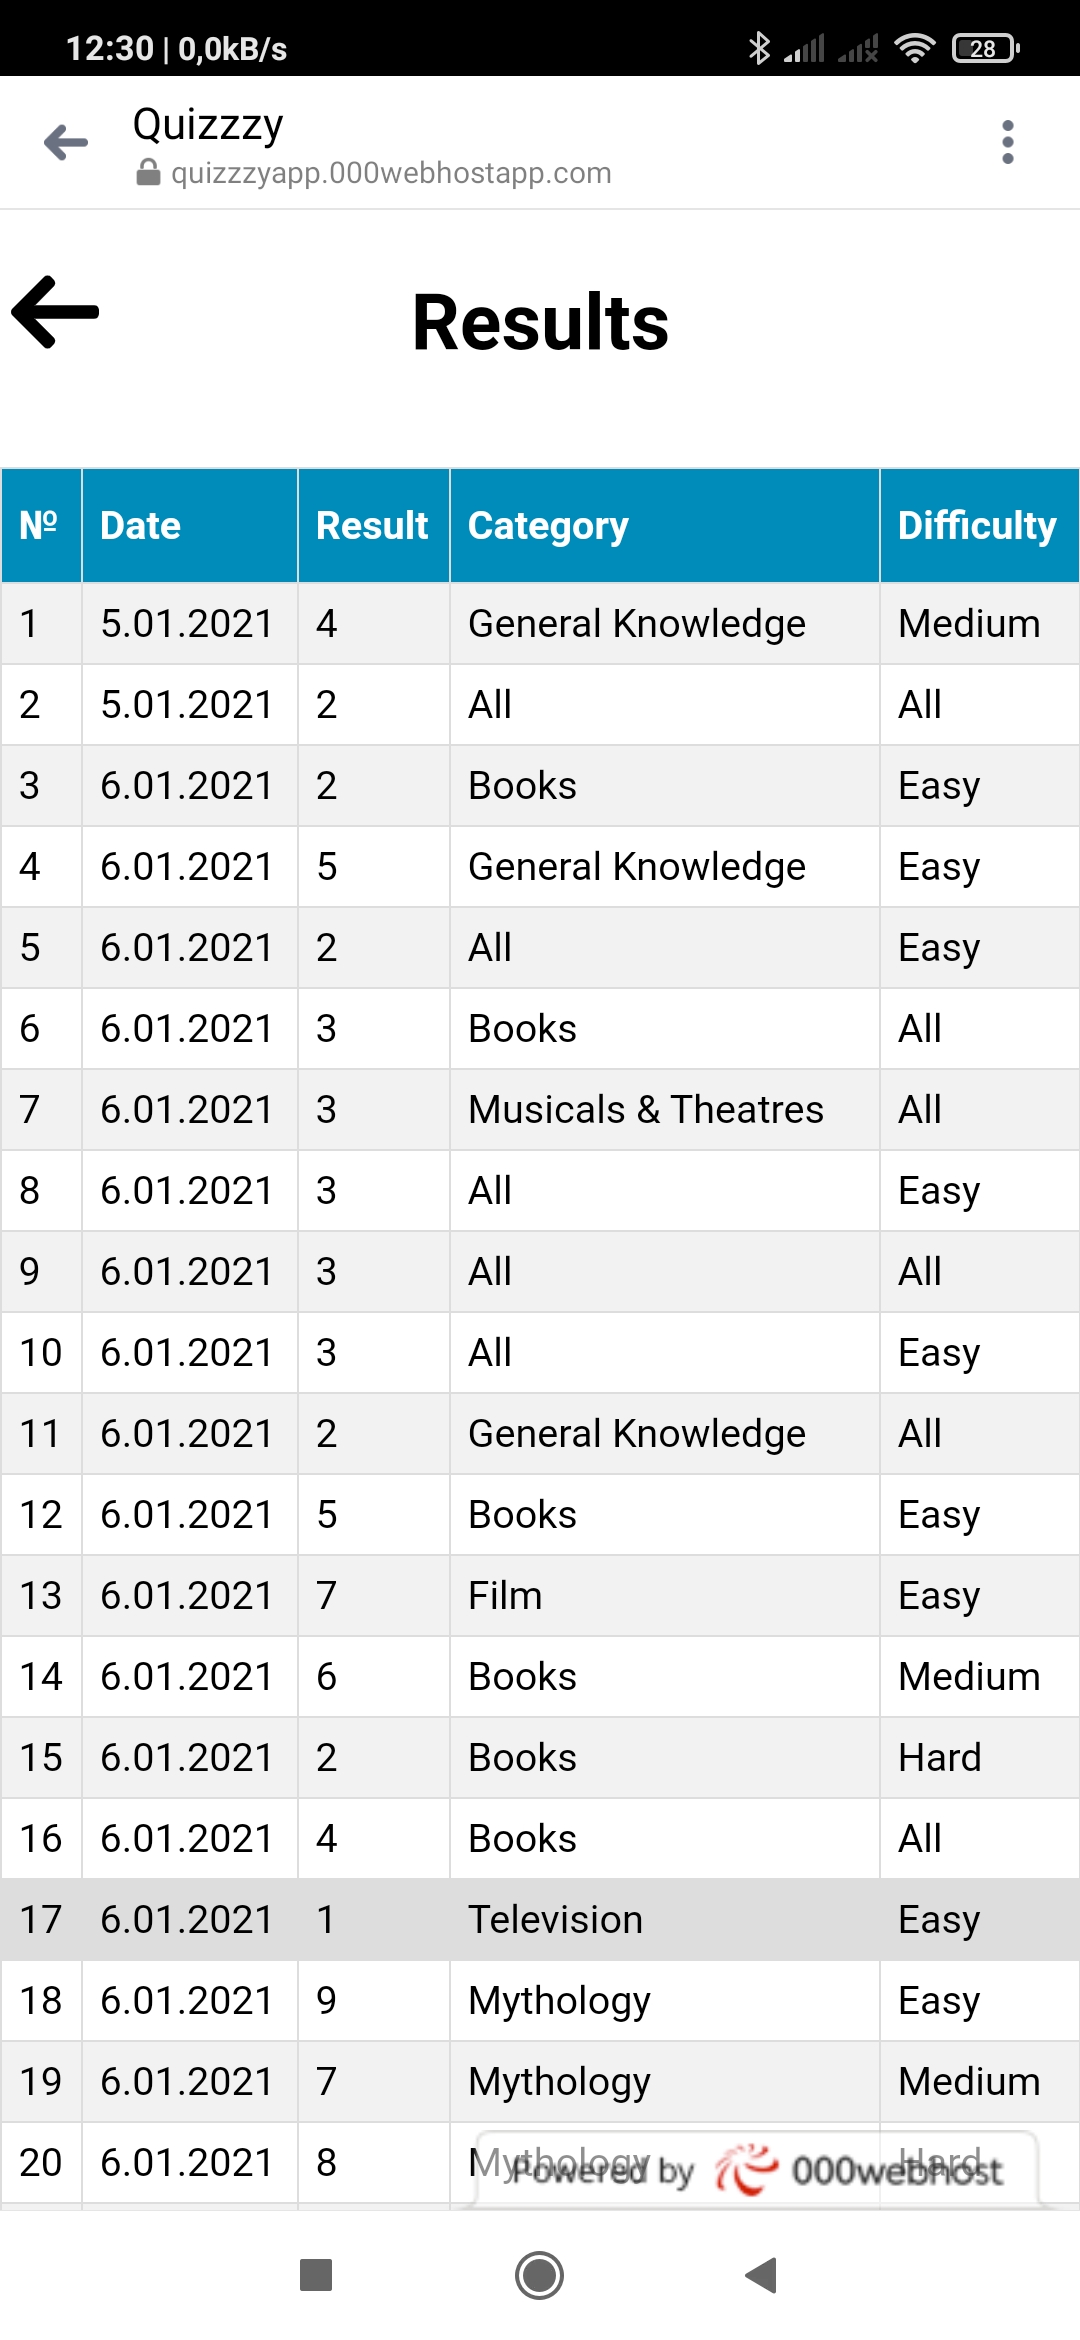 12:30 | 0,0kB/s 28
Quizzzy
quizzzyapp.000webhostapp.com
Results
№ Date Result Category Difficulty
1 5.01.2021 4 General Knowledge Medium
2 5.01.2021 2 All All
3 6.01.2021 2 Books Easy
4 6.01.2021 5 General Knowledge Easy
5 6.01.2021 2 All Easy
6 6.01.2021 3 Books All
7 6.01.2021 3 Musicals & Theatres All
8 6.01.2021 3 All Easy
9 6.01.2021 3 All All
10 6.01.2021 3 All Easy
11 6.01.2021 2 General Knowledge All
12 6.01.2021 5 Books Easy
13 6.01.2021 7 Film Easy
14 6.01.2021 6 Books Medium
15 6.01.2021 2 Books Hard
16 6.01.2021 4 Books All
17 6.01.2021 1 Television Easy
18 6.01.2021 9 Mythology Easy
19 6.01.2021 7 Mythology Medium
20 6.01.2021 8 Mythology Hard
Powered by 000webhost